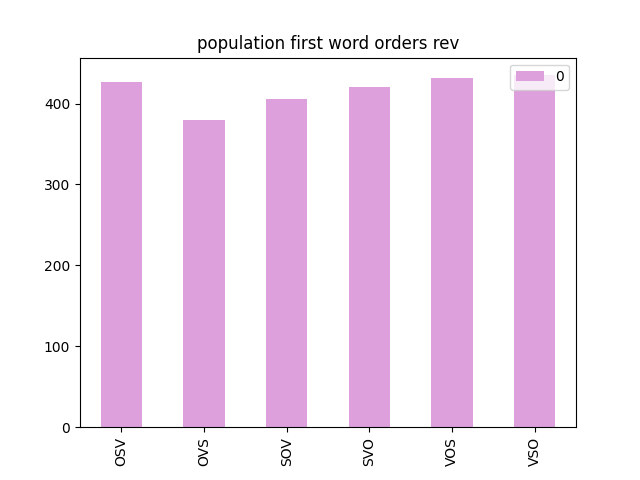 population first word orders rev
0
400
300
200
100
0
OSV
OVS
SOV
SVO
VOS
VSO